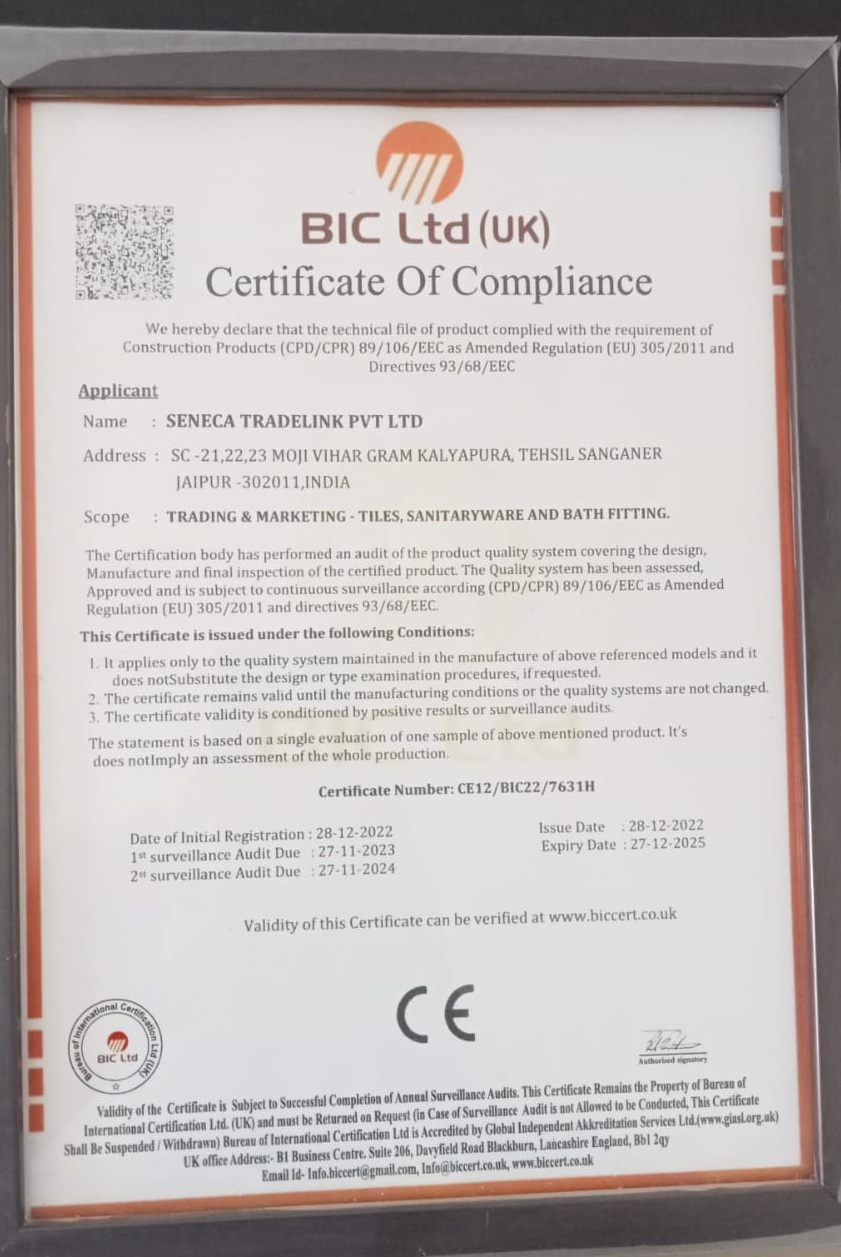 BIC Ltd (UK)
Certificate Of Compliance
We hereby declare that the technical file of product complied with the requirement of
Construction Products (CPD/CPR) 89/106/EEC as Amended Regulation (EU) 305/2011 and
Directives 93/68/EEC
Applicant
Name : SENECA TRADELINK PVT LTD
Address : SC -21,22,23 MOJI VIHAR GRAM KALYAPURA, TEHSIL SANGANER
JAIPUR -302011,INDIA
Scope : TRADING & MARKETING - TILES, SANITARYWARE AND BATH FITTING.
The Certification body has performed an audit of the product quality system covering the design,
Manufacture and final inspection of the certified product. The Quality system has been assessed,
Approved and is subject to continuous surveillance according (CPD/CPR) 89/106/EEC as Amended
Regulation (EU) 305/2011 and directives 93/68/EEC.
This Certificate is issued under the following Conditions:
1. It applies only to the quality system maintained in the manufacture of above referenced models and it
does notSubstitute the design or type examination procedures, if requested.
2. The certificate remains valid until the manufacturing conditions or the quality systems are not changed.
3. The certificate validity is conditioned by positive results or surveillance audits.
The statement is based on a single evaluation of one sample of above mentioned product. It's
does notImply an assessment of the whole production.
Certificate Number: CE12/BIC22/7631H
Date of Initial Registration : 28-12-2022
1st surveillance Audit Due : 27-11-2023
2st surveillance Audit Due : 27-11-2024
Issue Date : 28-12-2022
Expiry Date : 27-12-2025
Validity of this Certificate can be verified at www.biccert.co.uk
CE
Bureau of International Certification Ltd (UK)
BIC Ltd
Authorised signatory
Validity of the Certificate is Subject to Successful Completion of Annual Surveillance Audits. This Certificate Remains the Property of Bureau of
International Certification Ltd. (UK) and must be Returned on Request (in Case of Surveillance Audit is not Allowed to be Conducted, This Certificate
Shall Be Suspended / Withdrawn) Bureau of International Certification Ltd is Accredited by Global Independent Akkreditation Services Ltd.(www.giasl.org.uk)
UK office Address:- B1 Business Centre. Suite 206, Davyfield Road Blackburn, Lancashire England, Bb1 2qy
Email Id- Info.biccert@gmail.com, Info@biccert.co.uk, www.biccert.co.uk